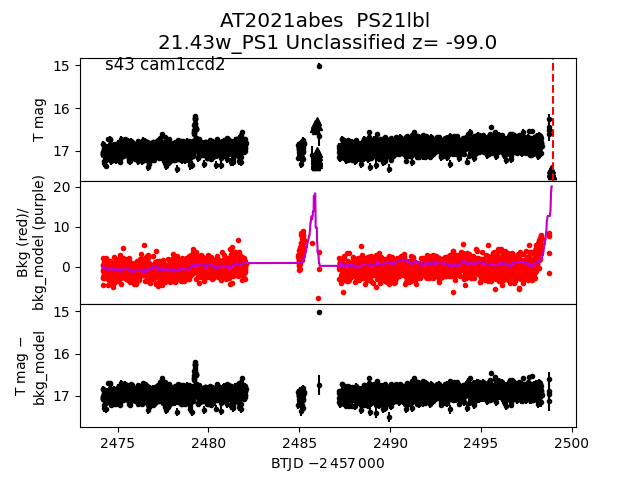 AT2021abes  PS21lbl
21.43w_PS1 Unclassified z= -99.0
s43 cam1ccd2
T mag
15
16
17
Bkg (red)/
bkg_model (purple)
20
10
0
T mag −
bkg_model
15
16
17
2475 2480 2485 2490 2495 2500
BTJD −2 457 000